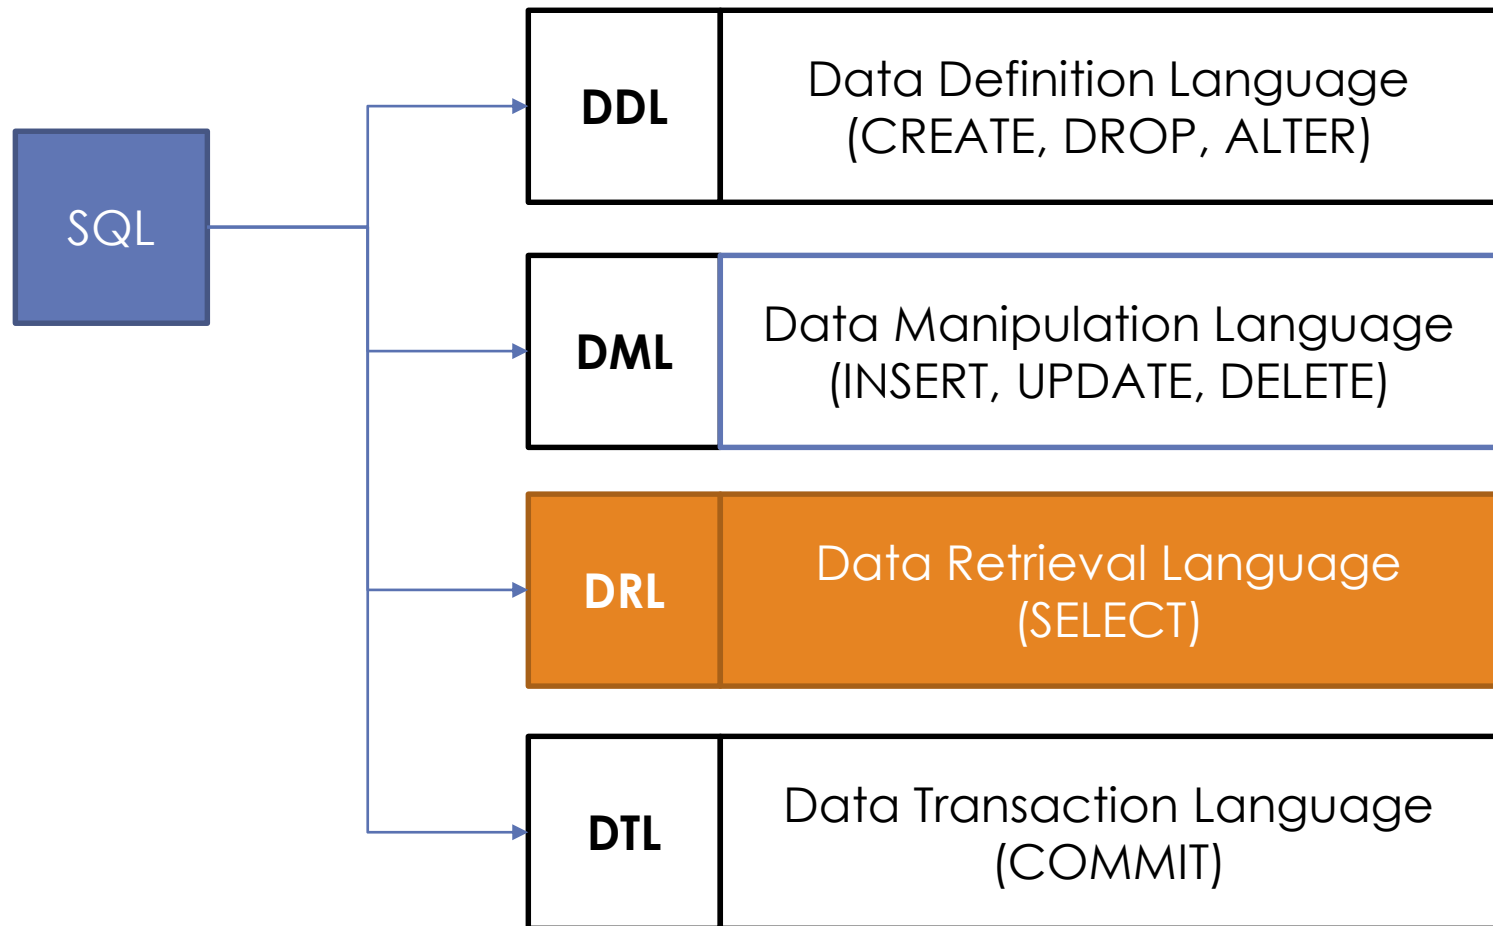 SQL
DDL
Data Definition Language
(CREATE, DROP, ALTER)
DML
Data Manipulation Language
(INSERT, UPDATE, DELETE)
DRL
Data Retrieval Language
(SELECT)
DTL
Data Transaction Language
(COMMIT)